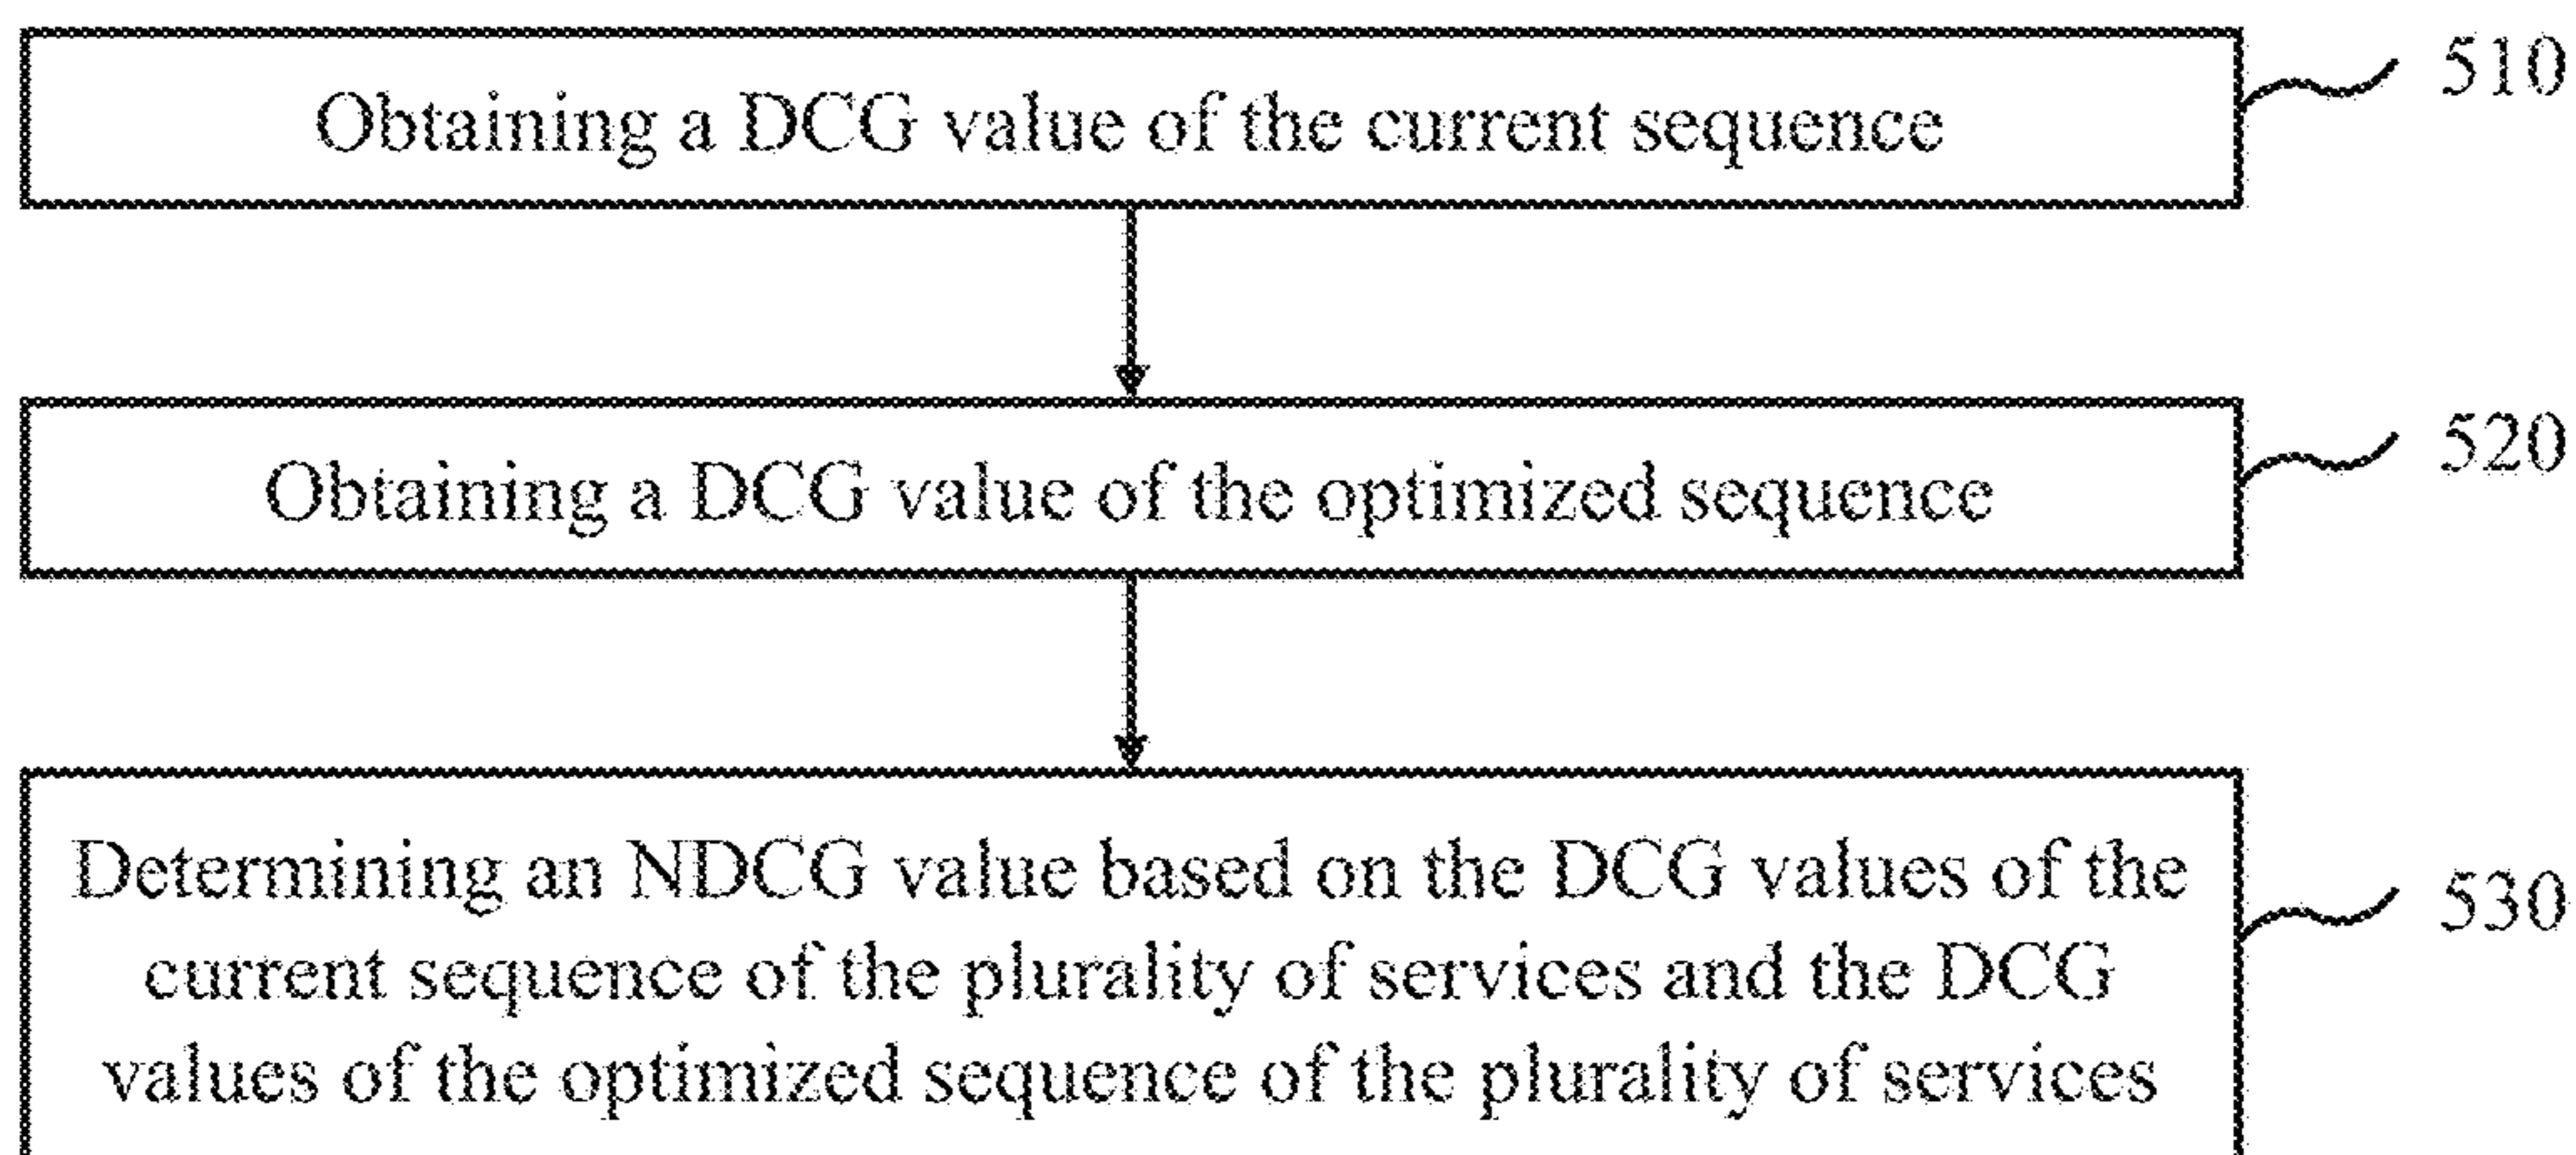 Obtaining a DCG value of the current sequence
510
Obtaining a DCG value of the optimized sequence
520
Determining an NDCG value based on the DCG values of the
current sequence of the plurality of services and the DCG
values of the optimized sequence of the plurality of services
530